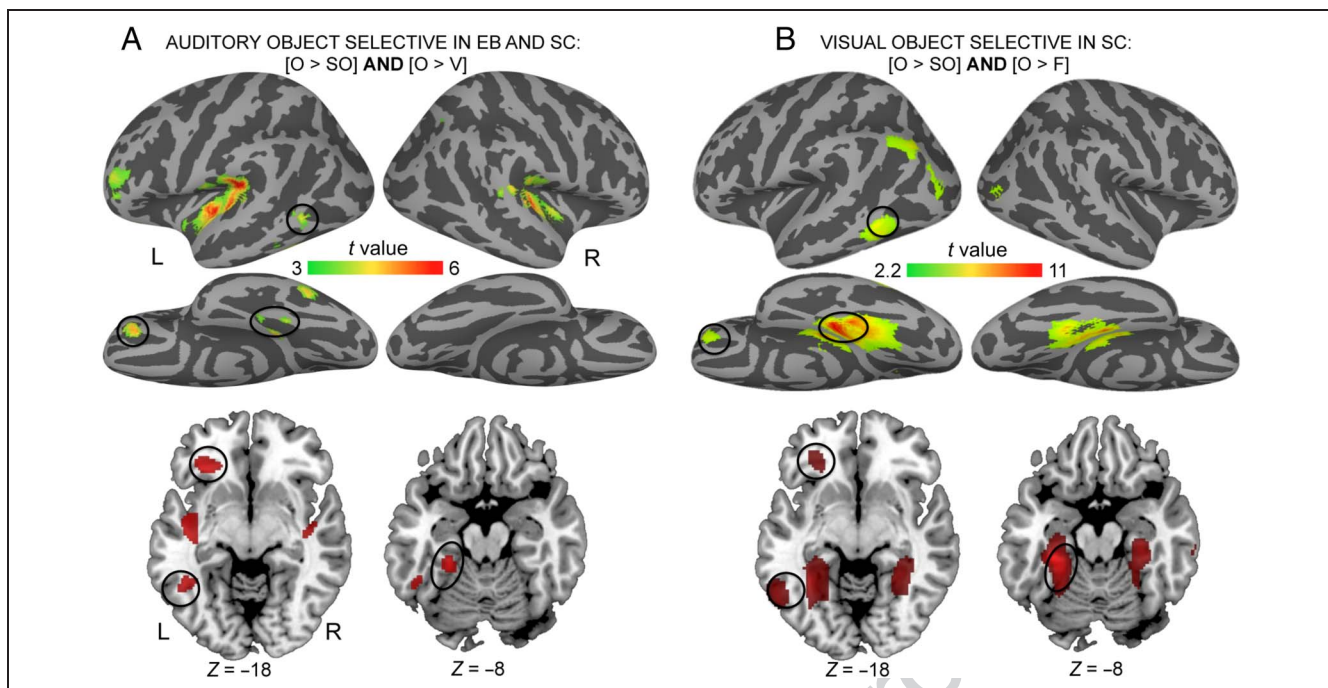 A
AUDITORY OBJECT SELECTIVE IN EB AND SC:
[O > SO] AND [O > V]
L
R
t value
3
6
L
R
Z = –18
Z = –8
B
VISUAL OBJECT SELECTIVE IN SC:
[O > SO] AND [O > F]
t value
2.2
11
Z = –18
Z = –8